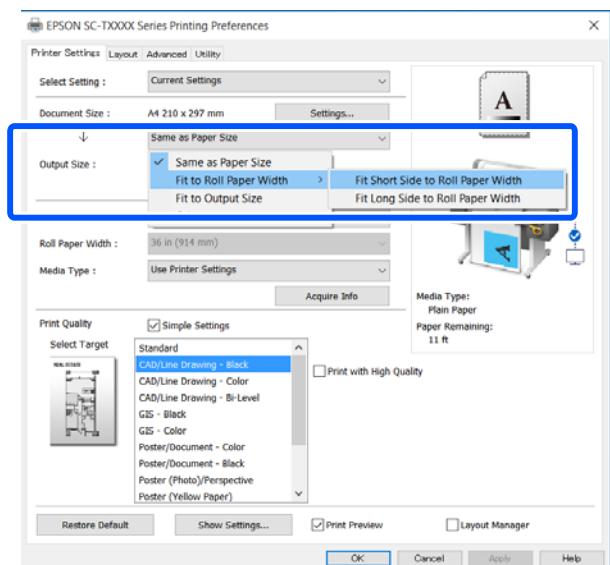 EPSON SC-TXXXX Series Printing Preferences
Printer Settings Layout Advanced Utility
Select Setting : Current Settings
A
Document Size : A4 210 x 297 mm Settings...
Same as Paper Size
Output Size : Same as Paper Size
Fit to Roll Paper Width Fit Short Side to Roll Paper Width
Fit to Output Size Fit Long Side to Roll Paper Width
Roll Paper Width : 36 in (914 mm)
A
Media Type : Use Printer Settings
Acquire Info
Media Type:
Plain Paper
Paper Remaining:
11 ft
Print Quality Simple Settings
Select Target
Standard
CAD/Line Drawing - Black
CAD/Line Drawing - Color
CAD/Line Drawing - Bi-Level
GIS - Black
GIS - Color
Poster/Document - Color
Poster/Document - Black
Poster (Photo)/Perspective
Poster (Yellow Paper)
Print with High Quality
Restore Default Show Settings... Print Preview Layout Manager
OK Cancel Apply Help